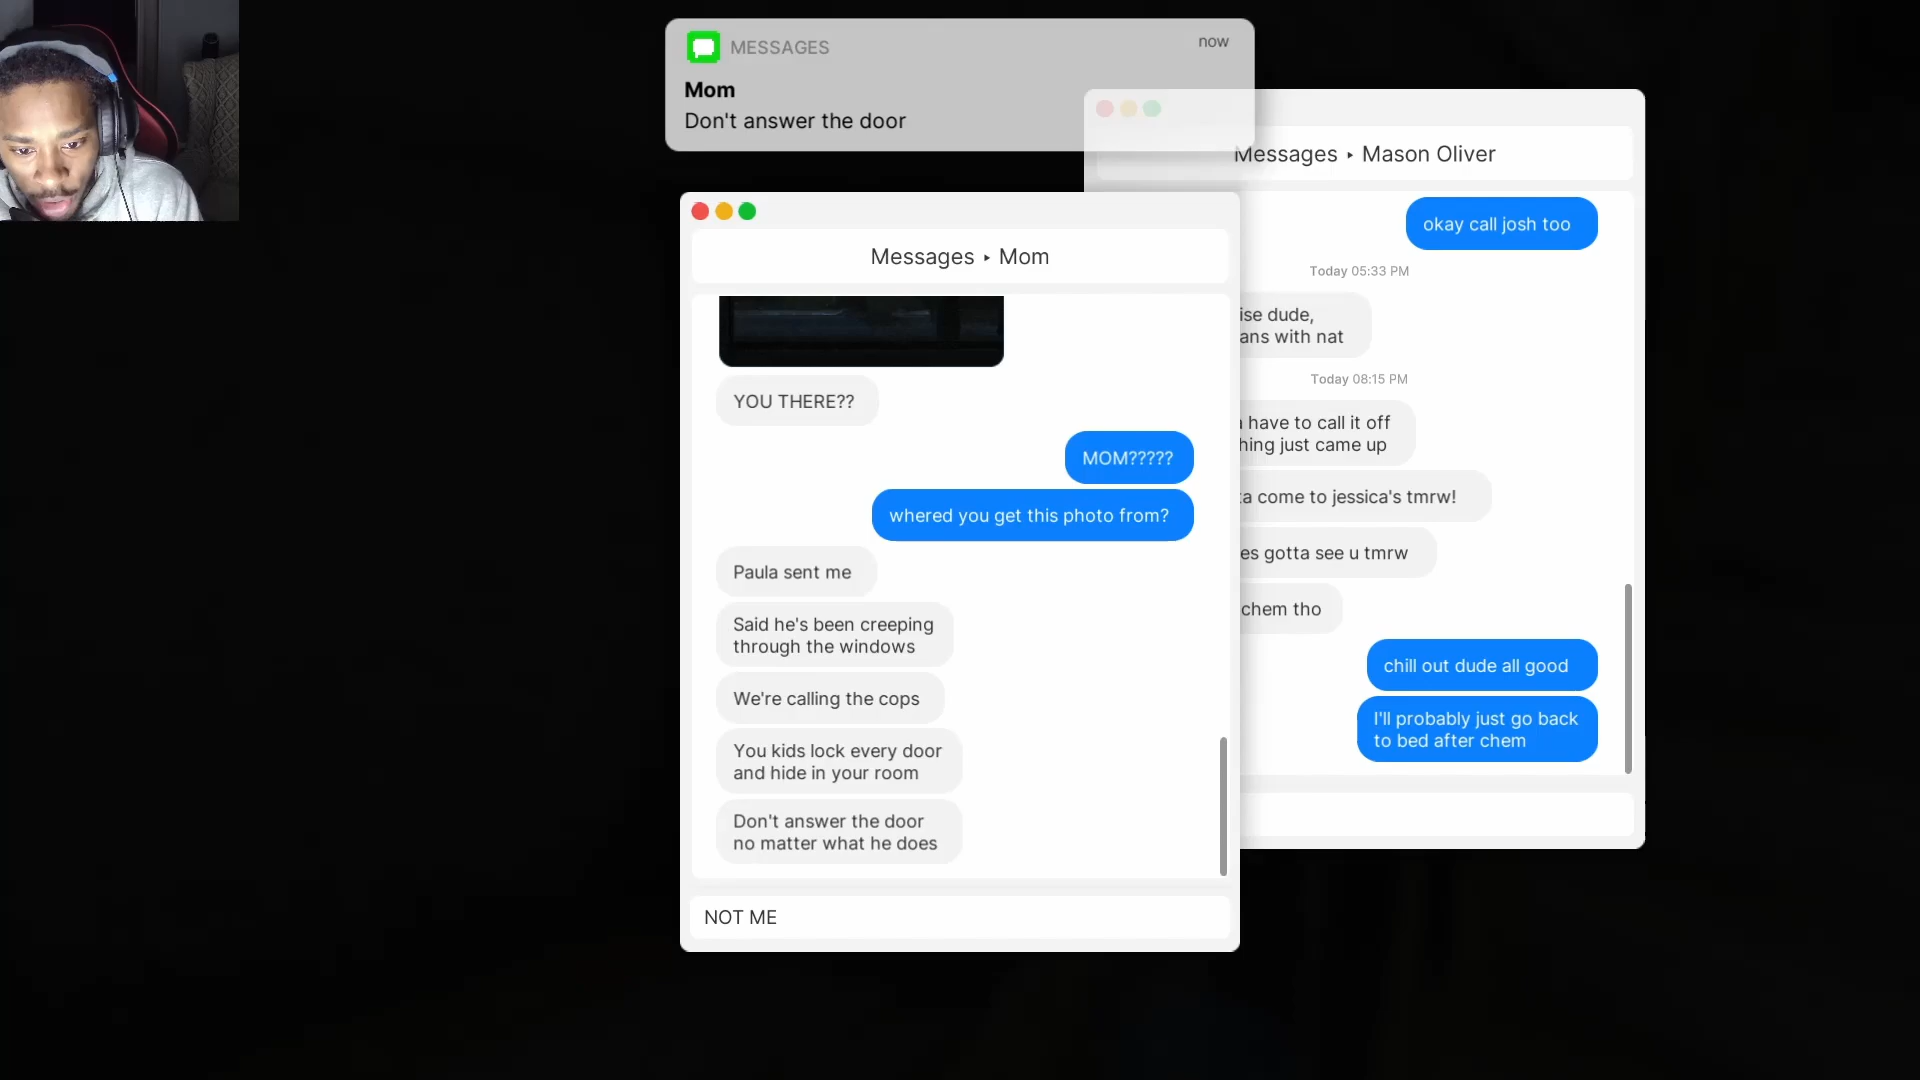 MESSAGES
now
Mom
Don't answer the door
Messages ‣ Mason Oliver
okay call josh too
Today 05:33 PM
ise dude,
ans with nat
Today 08:15 PM
have to call it off
hing just came up
a come to jessica's tmrw!
es gotta see u tmrw
chem tho
chill out dude all good
I'll probably just go back
to bed after chem
Messages ‣ Mom
YOU THERE??
MOM?????
whered you get this photo from?
Paula sent me
Said he's been creeping
through the windows
We're calling the cops
You kids lock every door
and hide in your room
Don't answer the door
no matter what he does
NOT ME